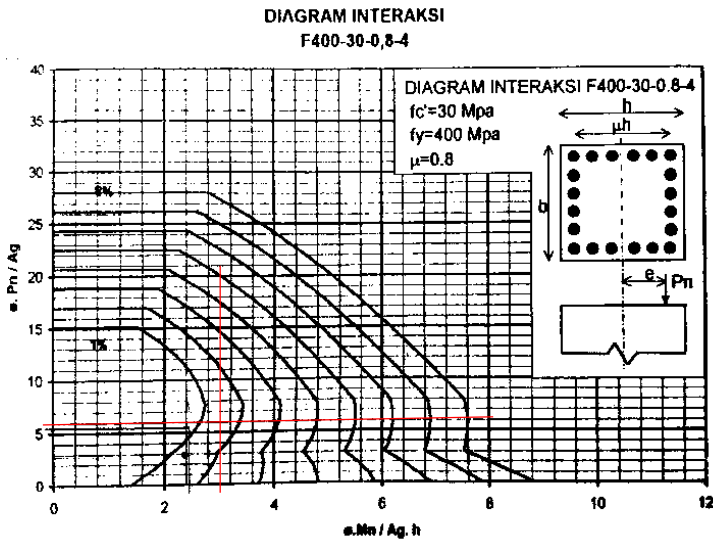 DIAGRAM INTERAKSI
F400-30-0,8-4
DIAGRAM INTERAKSI F400-30-0.8-4
fc'=30 Mpa
fy=400 Mpa
μ=0.8
h
μh
b
e
Pn
40
35
30
25
20
15
10
5
0
8%
1%
ø. Pn / Ag
0
2
4
6
8
10
12
ø.Mn / Ag. h